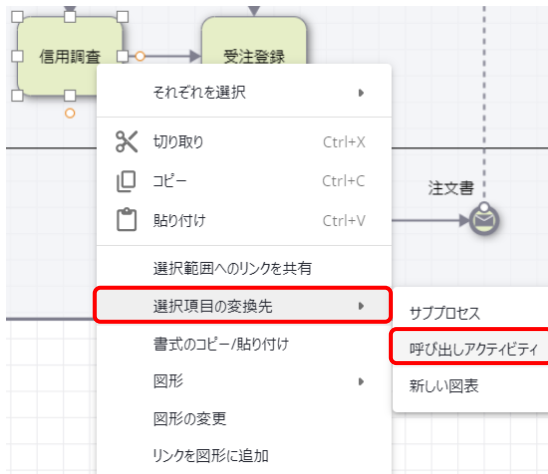 信用調査
受注登録
それぞれを選択
切り取り Ctrl+X
コピー Ctrl+C
貼り付け Ctrl+V
注文書
選択範囲へのリンクを共有
選択項目の変換先
サブプロセス
書式のコピー/貼り付け
呼び出しアクティビティ
図形
新しい図表
図形の変更
リンクを図形に追加